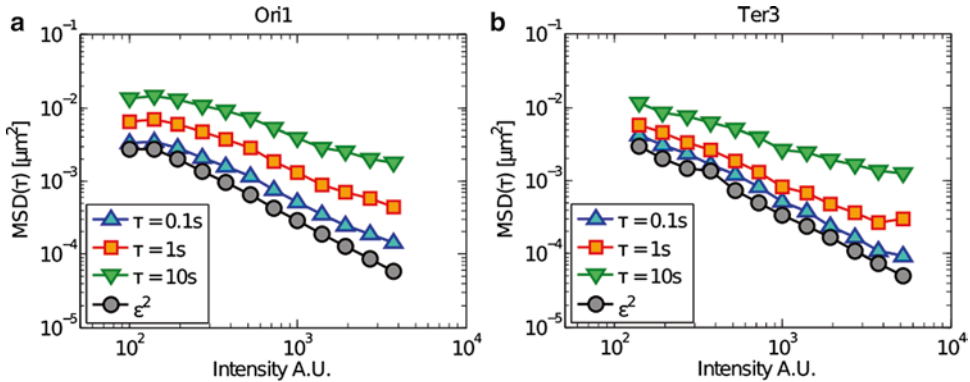 a
Ori1
MSD(τ) [μm²]
10⁻¹
10⁻²
10⁻³
10⁻⁴
10⁻⁵
τ = 0.1s
τ = 1s
τ = 10s
ε²
10²
10³
10⁴
Intensity A.U.
b
Ter3
MSD(τ) [μm²]
10⁻¹
10⁻²
10⁻³
10⁻⁴
10⁻⁵
τ = 0.1s
τ = 1s
τ = 10s
ε²
10²
10³
10⁴
Intensity A.U.